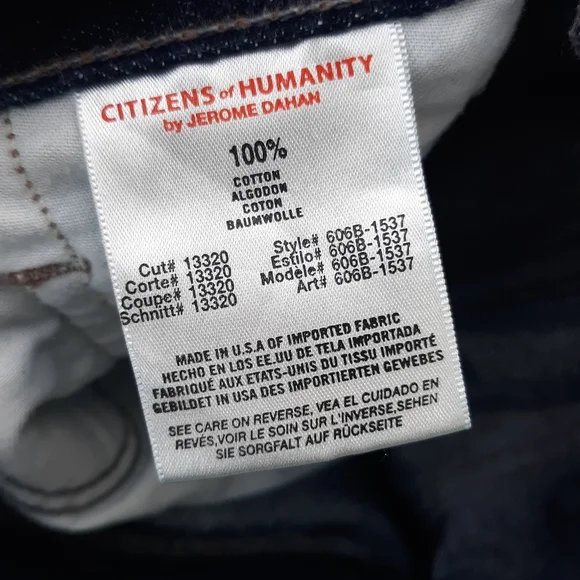 CITIZENS of HUMANITY
by JEROME DAHAN
100%
COTTON
ALGODON
COTON
BAUMWOLLE
Cut# 13320
Corte# 13320
Coupe# 13320
Schnitt# 13320
Style# 606B-1537
Estilo# 606B-1537
Modele# 606B-1537
Art# 606B-1537
MADE IN U.S.A OF IMPORTED FABRIC
HECHO EN LOS EE.UU DE TELA IMPORTADA
FABRIQUÉ AUX ETATS-UNIS DU TISSU IMPORTÉ
GEBILDET IN USA DES IMPORTIERTEN GEWEBES
SEE CARE ON REVERSE, VEA EL CUIDADO EN
REVÉS,VOIR LE SOIN SUR L'INVERSE,SEHEN
SIE SORGFALT AUF RÜCKSEITE